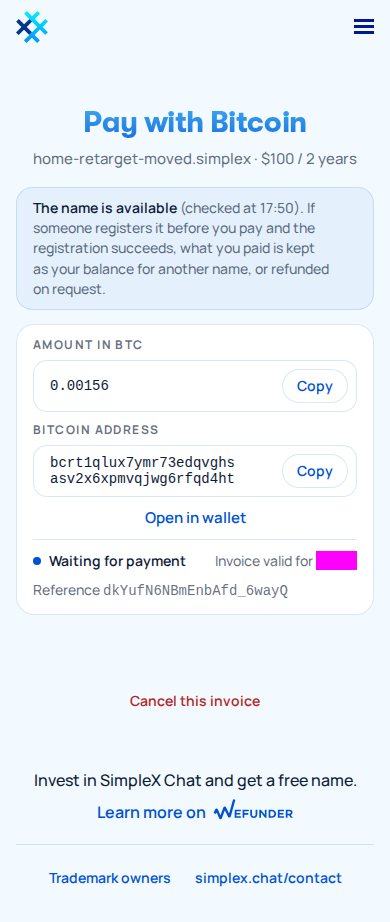 Pay with Bitcoin
home-retarget-moved.simplex · $100 / 2 years
The name is available (checked at 17:50). If
someone registers it before you pay and the
registration succeeds, what you paid is kept
as your balance for another name, or refunded
on request.
AMOUNT IN BTC
0.00156
Copy
BITCOIN ADDRESS
bcrt1qlux7ymr73edqvghs
asv2x6xpmvqjwg6rfqd4ht
Copy
Open in wallet
Waiting for payment
Invoice valid for
Reference dkYufN6NBmEnbAfd_6wayQ
Cancel this invoice
Invest in SimpleX Chat and get a free name.
Learn more on WEFUNDER
Trademark owners
simplex.chat/contact